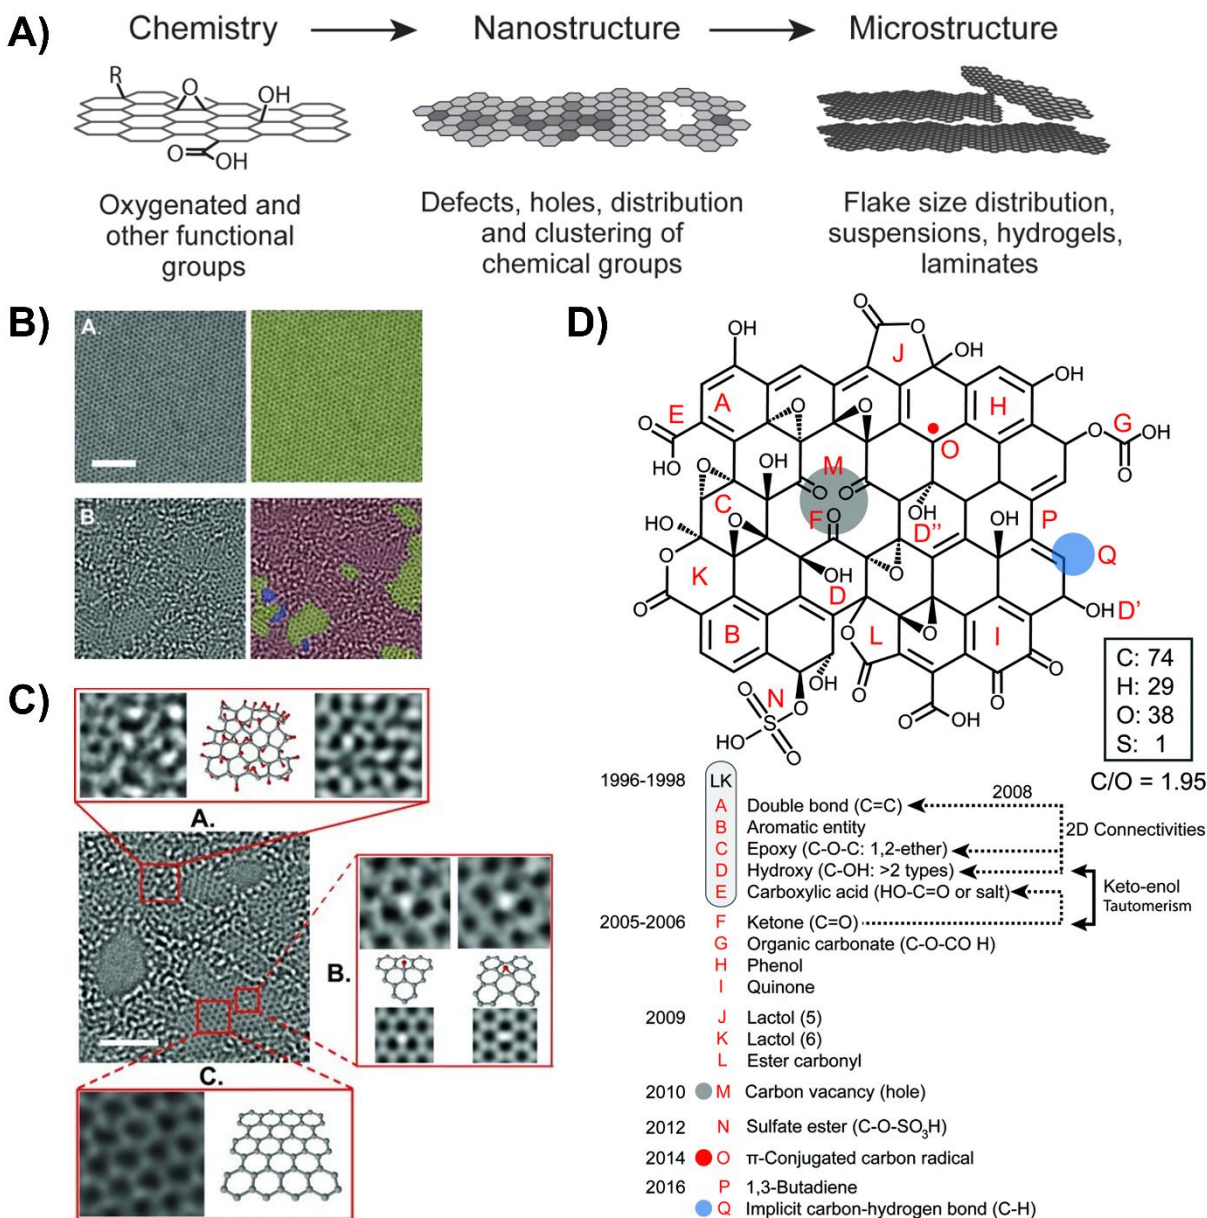 A)
Chemistry
Nanostructure
Microstructure
R
O
OH
O
OH
Oxygenated and
other functional
groups
Defects, holes, distribution
and clustering of
chemical groups
Flake size distribution,
suspensions, hydrogels,
laminates
B)
A.
B.
C)
A.
B.
C.
D)
O
O
OH
J
OH
OH
E
A
O
O
H
G
O
OH
O
HO
O
M
O
OH
O
O
O
C
F
O
OH
D''
OH
P
Q
HO
O
O
K
OH
O
D
OH
D'
O
B
L
O
O
I
O
O
O
OH
N
O
O
S
HO
O
O
OH
C: 74
H: 29
O: 38
S: 1
C/O = 1.95
1996-1998
LK
2008
A Double bond (C=C)
B Aromatic entity
2D Connectivities
C Epoxy (C-O-C: 1,2-ether)
D Hydroxy (C-OH: >2 types)
E Carboxylic acid (HO-C=O or salt)
Keto-enol
Tautomerism
2005-2006 F Ketone (C=O)
G Organic carbonate (C-O-CO H)
H Phenol
I Quinone
2009 J Lactol (5)
K Lactol (6)
L Ester carbonyl
2010 M Carbon vacancy (hole)
2012 N Sulfate ester (C-O-SO₃H)
2014 O π-Conjugated carbon radical
2016 P 1,3-Butadiene
Q Implicit carbon-hydrogen bond (C-H)